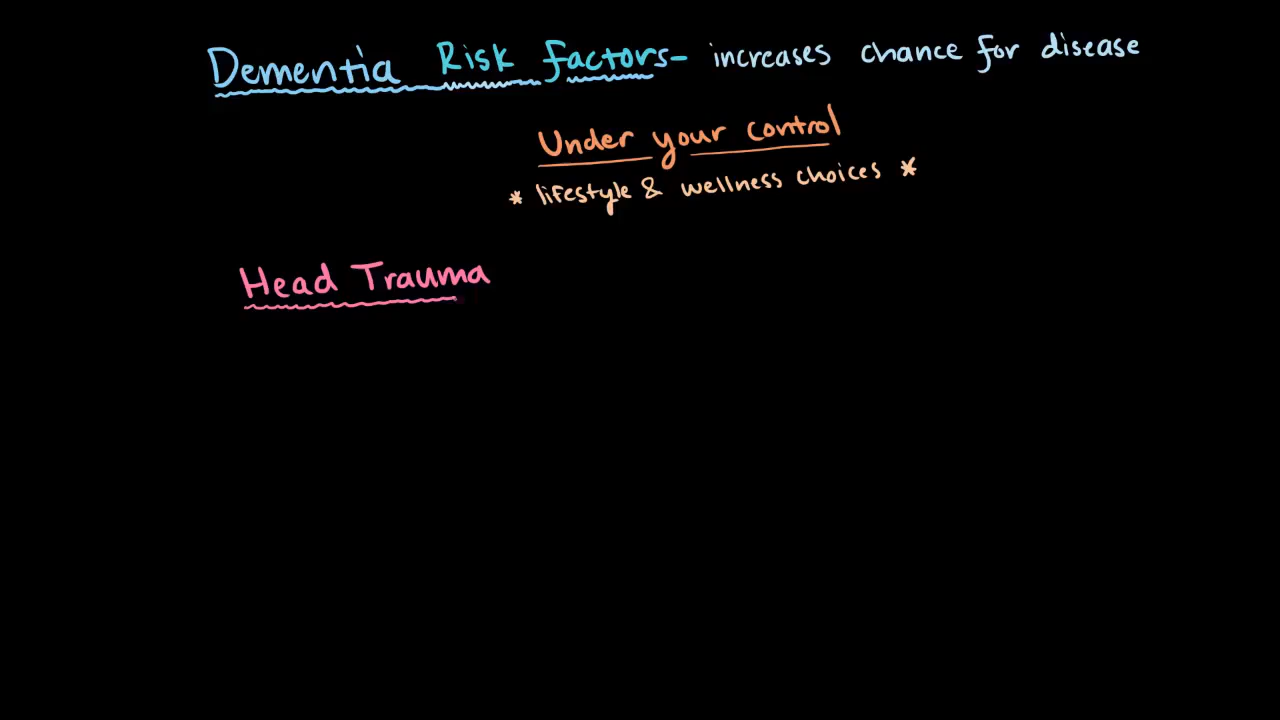 Dementia Risk factors- increases chance for disease
Under your control
* lifestyle & wellness choices *
Head Trauma